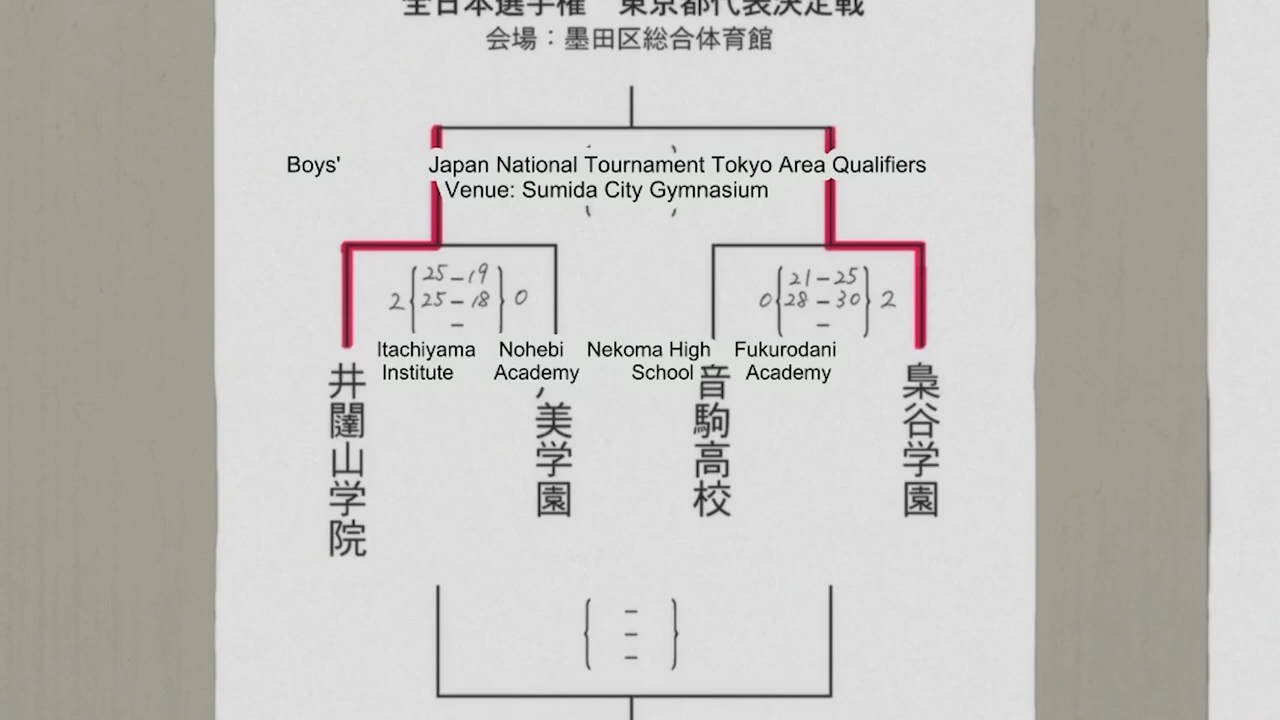 全日本選手権 東京都代表決定戦
会場：墨田区総合体育館
Boys' Japan National Tournament Tokyo Area Qualifiers
Venue: Sumida City Gymnasium
2 { 25-19 } 0
25-18
-
0 { 21-25 } 2
28-30
-
Itachiyama Institute
Nohebi Academy
Nekoma High School
Fukurodani Academy
井闥山学院
美学園
音駒高校
梟谷学園
{ - }
-
-